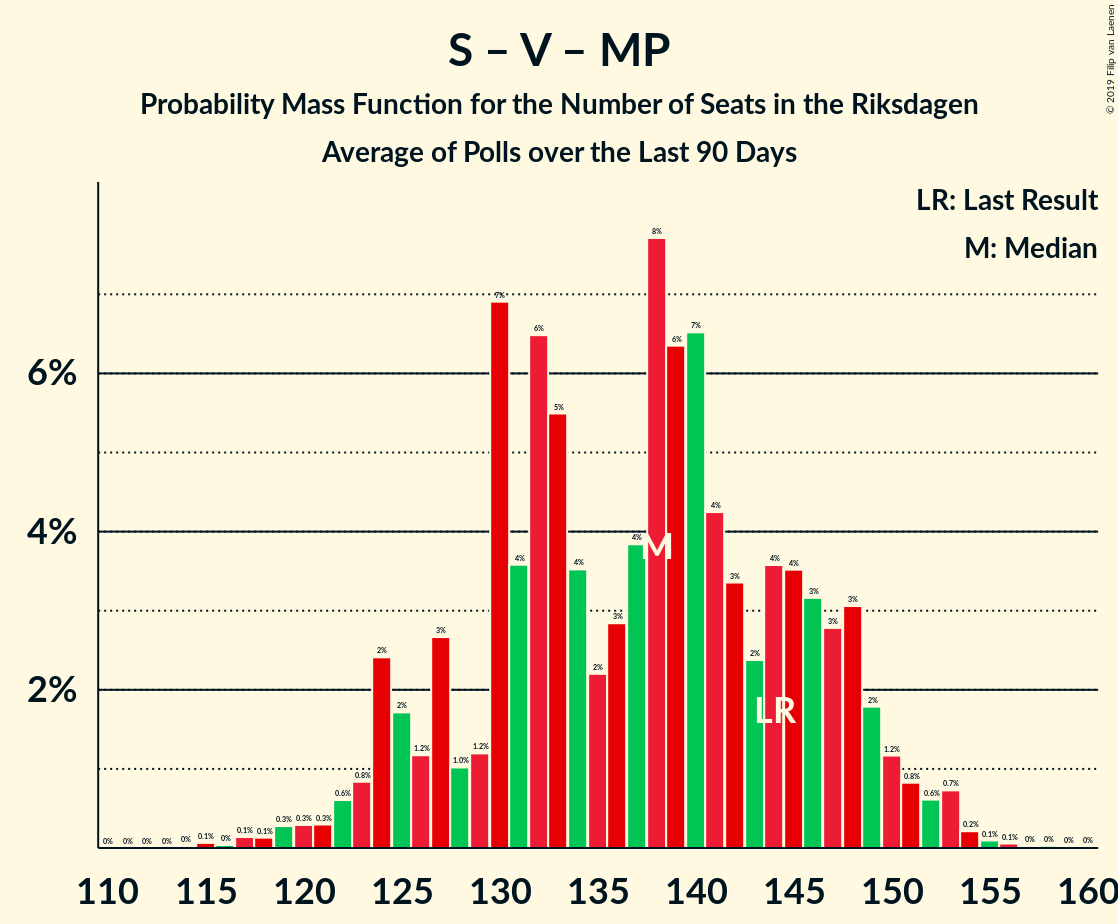 S – V – MP
Probability Mass Function for the Number of Seats in the Riksdagen
Average of Polls over the Last 90 Days
© 2019 Filip van Laenen
LR: Last Result
M: Median
6%
4%
2%
0% 0% 0% 0% 0% 0.1% 0% 0.1% 0.1% 0.3% 0.3% 0.3% 0.6% 0.8% 2% 2% 1.2% 3% 1.0% 1.2% 7% 4% 6% 5% 4% 2% 3% 4% 8% 6% 7% 4% 3% 2% 4% 4% 3% 3% 3% 2% 1.2% 0.8% 0.6% 0.7% 0.2% 0.1% 0.1% 0% 0% 0% 0%
M
LR
110 115 120 125 130 135 140 145 150 155 160